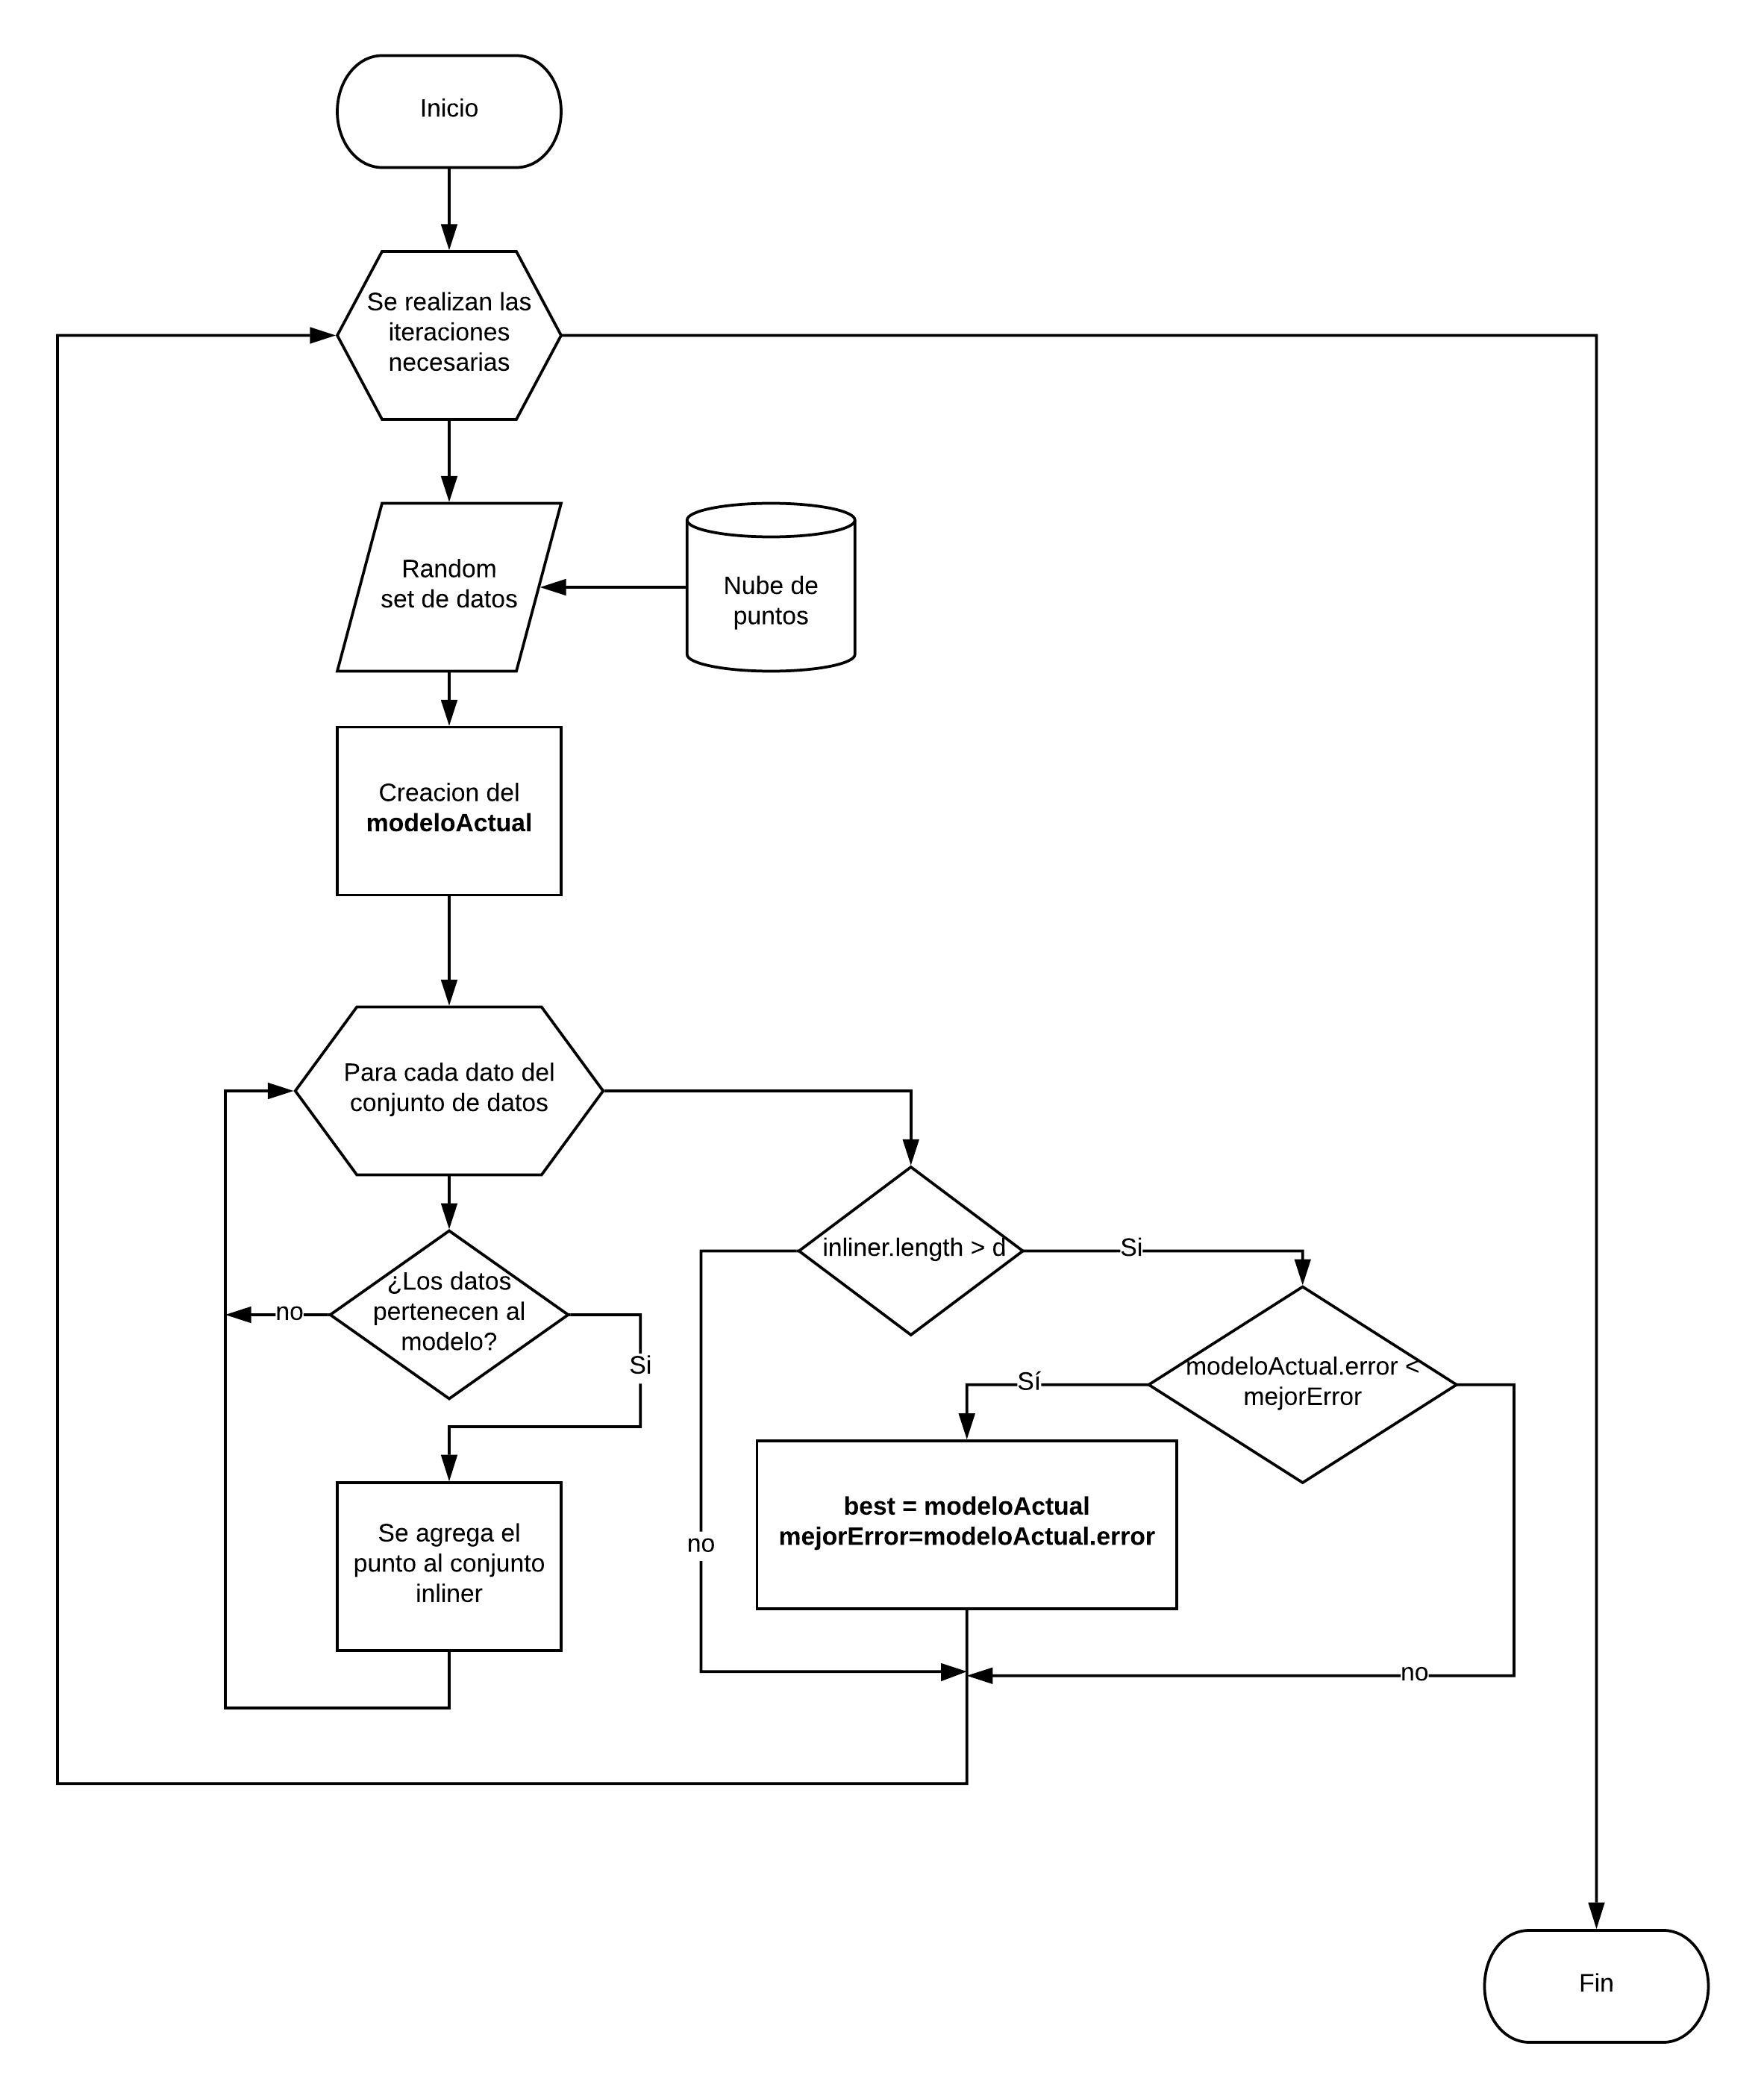 Inicio
Se realizan las
iteraciones
necesarias
Random
set de datos
Nube de
puntos
Creacion del
modeloActual
Para cada dato del
conjunto de datos
¿Los datos
pertenecen al
modelo?
no
Si
Se agrega el
punto al conjunto
inliner
inliner.length > d
Si
no
modeloActual.error <
mejorError
Sí
no
best = modeloActual
mejorError=modeloActual.error
Fin